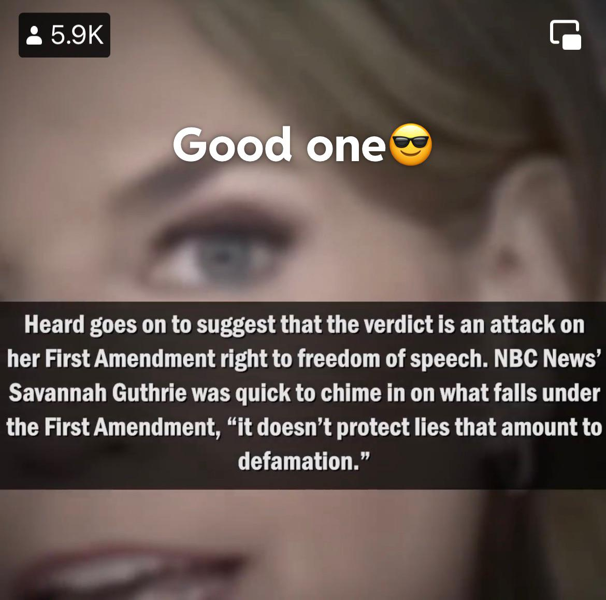 5.9K
Good one😎
Heard goes on to suggest that the verdict is an attack on
her First Amendment right to freedom of speech. NBC News’
Savannah Guthrie was quick to chime in on what falls under
the First Amendment, “it doesn’t protect lies that amount to
defamation.”